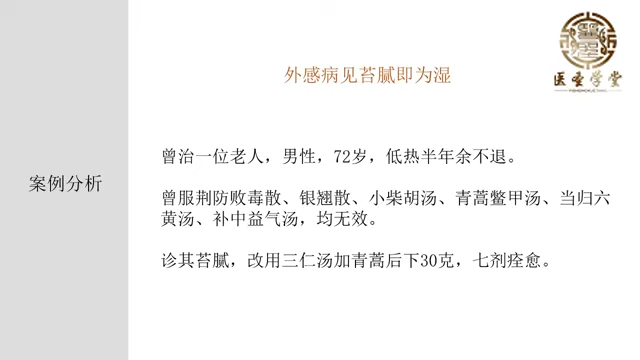 外感病见苔腻即为湿
医圣学堂
案例分析
曾治一位老人，男性，72岁，低热半年余不退。
曾服荆防败毒散、银翘散、小柴胡汤、青蒿鳖甲汤、当归六
黄汤、补中益气汤，均无效。
诊其苔腻，改用三仁汤加青蒿后下30克，七剂痊愈。